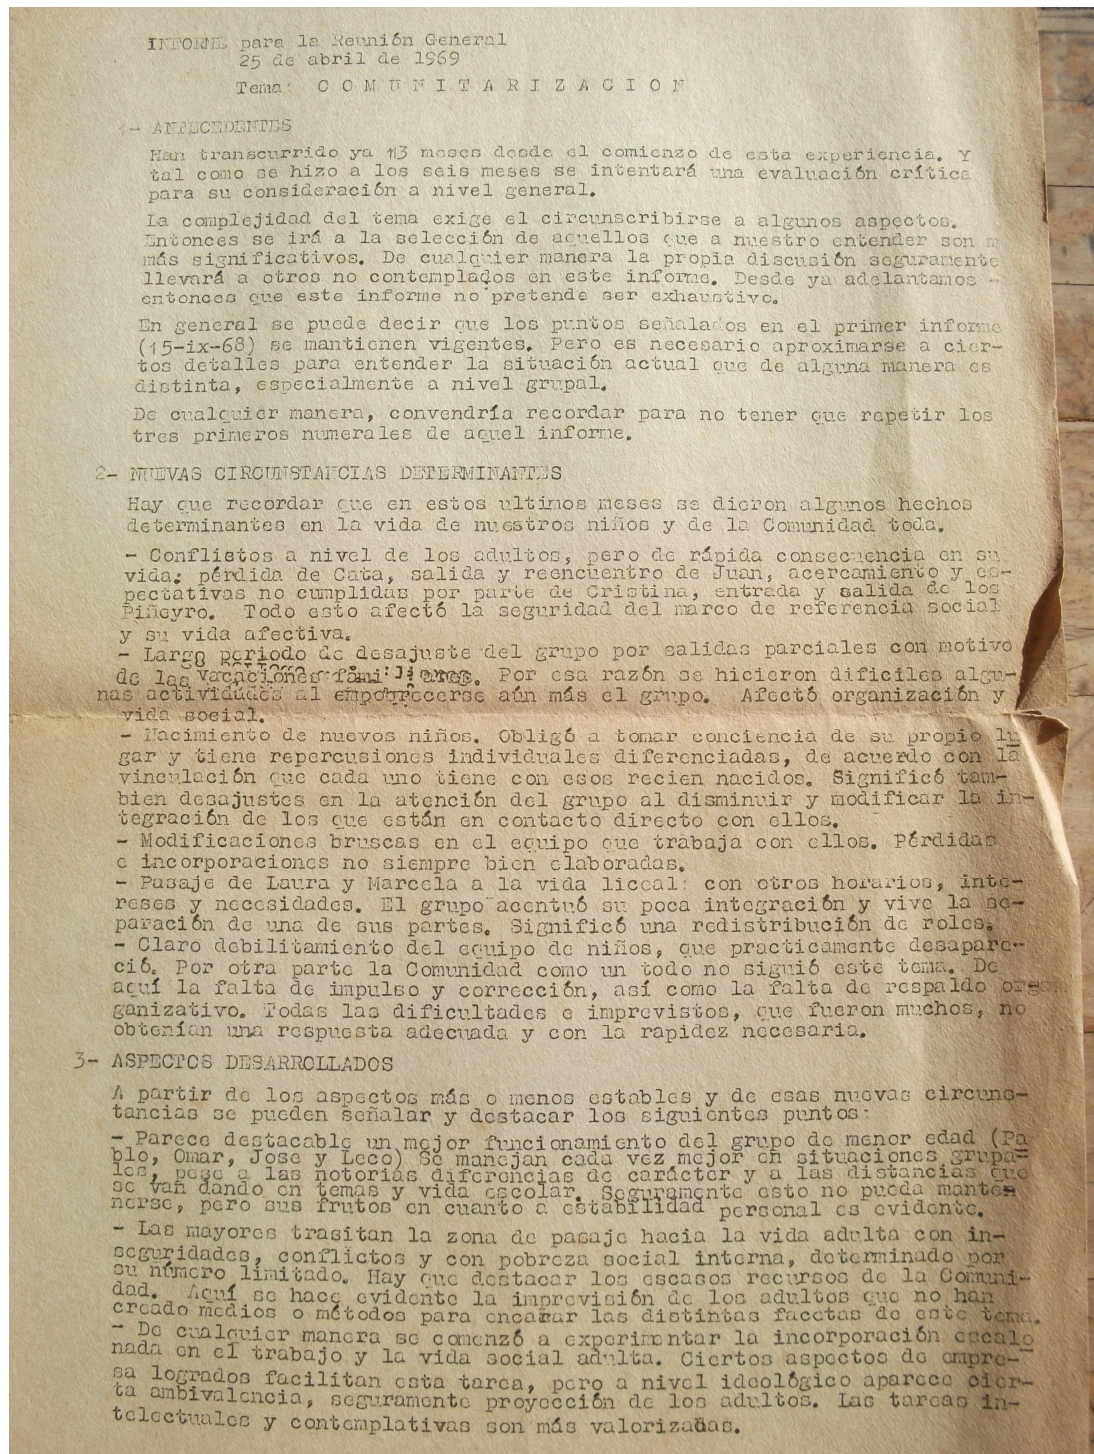 INFORME para la Reunión General
25 de abril de 1969
Tema: C O M U N I T A R I Z A C I O N
1- ANTECEDENTES
Han transcurrido ya 13 meses desde el comienzo de esta experiencia. Y
tal como se hizo a los seis meses se intentará una evaluación crítica
para su consideración a nivel general.
La complejidad del tema exige el circunscribirse a algunos aspectos.
Entonces se irá a la selección de aquellos que a nuestro entender son
más significativos. De cualquier manera la propia discusión seguramente
llevará a otros no contemplados en este informe. Desde ya adelantamos -
entonces que este informe no pretende ser exhaustivo.
En general se puede decir que los puntos señalados en el primer informe
(15-ix-68) se mantienen vigentes. Pero es necesario aproximarse a cier-
tos detalles para entender la situación actual que de alguna manera es
distinta, especialmente a nivel grupal.
De cualquier manera, convendría recordar para no tener que repetir los
tres primeros numerales de aquel informe.
2- NUEVAS CIRCUNSTANCIAS DETERMINANTES
Hay que recordar que en estos ultimos meses se dieron algunos hechos
determinantes en la vida de nuestros niños y de la Comunidad toda.
- Conflistos a nivel de los adultos, pero de rápida consecuencia en su
vida: pérdida de Cata, salida y reencuentro de Juan, acercamiento y es-
pectativas no cumplidas por parte de Cristina, entrada y salida de los
Piñeyro. Todo esto afectó la seguridad del marco de referencia social
y su vida afectiva.
- Largo periodo de desajuste del grupo por salidas parciales con motivo
de las vacaciones familiares. Por esa razón se hicieron dificiles algu-
nas actividades al empobrecerse aún más el grupo. Afectó organización y
vida social.
- Nacimiento de nuevos niños. Obligó a tomar conciencia de su propio lu
gar y tiene repercusiones individuales diferenciadas, de acuerdo con la
vinculación que cada uno tiene con esos recien nacidos. Significó tam-
bien desajustes en la atención del grupo al disminuir y modificar la in-
tegración de los que están en contacto directo con ellos.
- Modificaciones bruscas en el equipo que trabaja con ellos. Pérdidas
e incorporaciones no siempre bien elaboradas.
- Pasaje de Laura y Marcela a la vida liceal: con otros horarios, inte-
reses y necesidades. El grupo acentuó su poca integración y vive la se-
paración de una de sus partes. Significó una redistribución de roles.
- Claro debilitamiento del equipo de niños, que practicamente desapare-
ció. Por otra parte la Comunidad como un todo no siguió este tema. De
aquí la falta de impulso y corrección, así como la falta de respaldo orga
ganizativo. Todas las dificultades e imprevistos, que fueron muchos, no
obtenían una respuesta adecuada y con la rapidez necesaria.
3- ASPECTOS DESARROLLADOS
A partir de los aspectos más o menos estables y de esas nuevas circuns-
tancias se pueden señalar y destacar los siguientes puntos:
- Parece destacable un mejor funcionamiento del grupo de menor edad (Pa
blo, Omar, Jose y Leco) Se manejan cada vez mejor en situaciones grupa-
les, pese a las notorias diferencias de carácter y a las distancias que
se van dando en temas y vida escolar. Seguramente esto no pueda mante-
nerse, pero sus frutos en cuanto a estabilidad personal es evidente.
- Las mayores trasitan la zona de pasaje hacia la vida adulta con in-
seguridades, conflictos y con pobreza social interna, determinado por
su número limitado. Hay que destacar los escasos recursos de la Comuni-
dad. Aquí se hace evidente la imprevisión de los adultos que no han
creado medios o métodos para encarar las distintas facetas de este tema.
- De cualquier manera se comenzó a experimentar la incorporación escalo
nada en el trabajo y la vida social adulta. Ciertos aspectos de empre-
sa logrados facilitan esta tarea, pero a nivel ideológico aparece cier-
ta ambivalencia, seguramente proyección de los adultos. Las tareas in-
telectuales y contemplativas son más valorizadas.